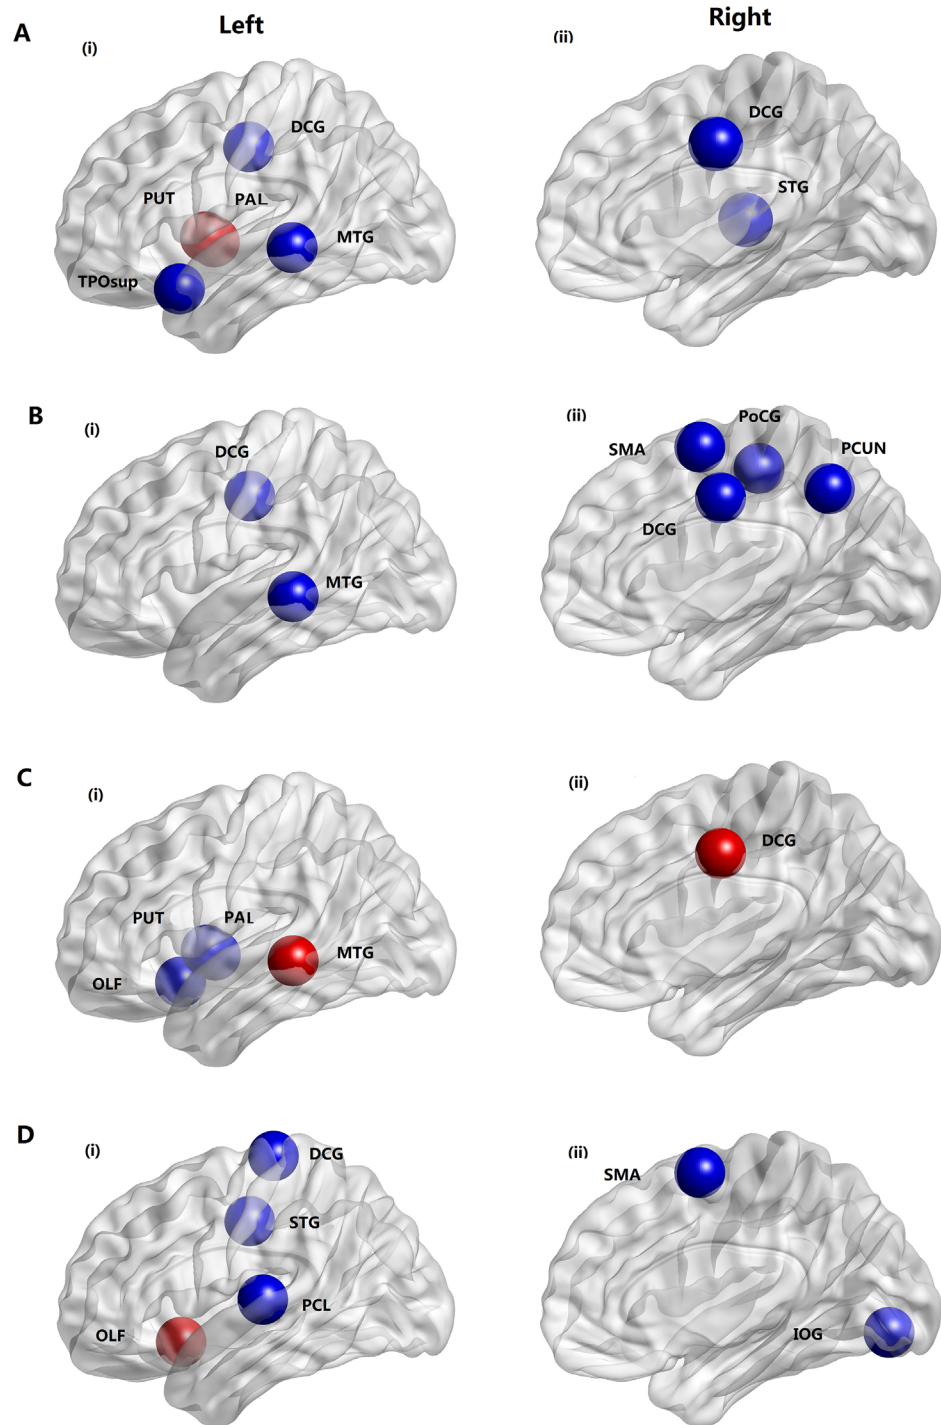 Left
Right
A
(i)
(ii)
DCG
PUT
PAL
MTG
TPOsup
DCG
STG
B
(i)
(ii)
DCG
MTG
SMA
PoCG
PCUN
DCG
C
(i)
(ii)
PUT
PAL
MTG
OLF
DCG
D
(i)
(ii)
DCG
STG
PCL
OLF
SMA
IOG